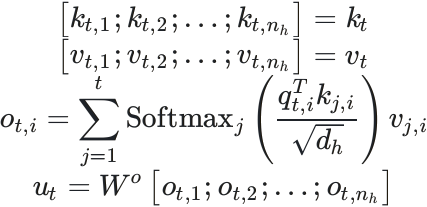 [k_{t,1}; k_{t,2}; …; k_{t,n_h}] = k_t
[v_{t,1}; v_{t,2}; …; v_{t,n_h}] = v_t
o_{t,i} = \sum_{j=1}^{t} Softmax_j ( \frac{q_{t,i}^T k_{j,i}}{\sqrt{d_h}} ) v_{j,i}
u_t = W^o [o_{t,1}; o_{t,2}; …; o_{t,n_h}]